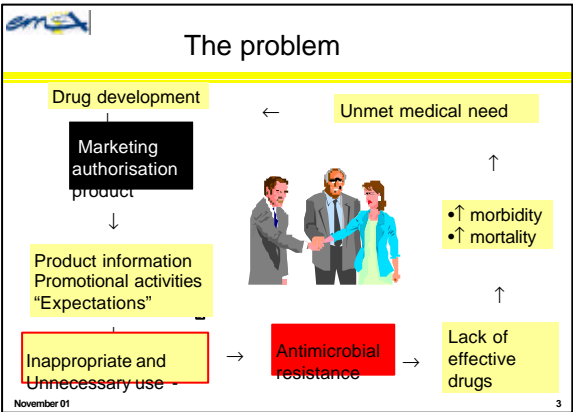 emea
The problem
Drug development
←
Unmet medical need
↓
Marketing
authorisation
product
↑
•↑ morbidity
•↑ mortality
↓
Product information
Promotional activities
“Expectations”
↑
Inappropriate and
Unnecessary use -
→
Antimicrobial
resistance
→
Lack of
effective
drugs
November 01
3